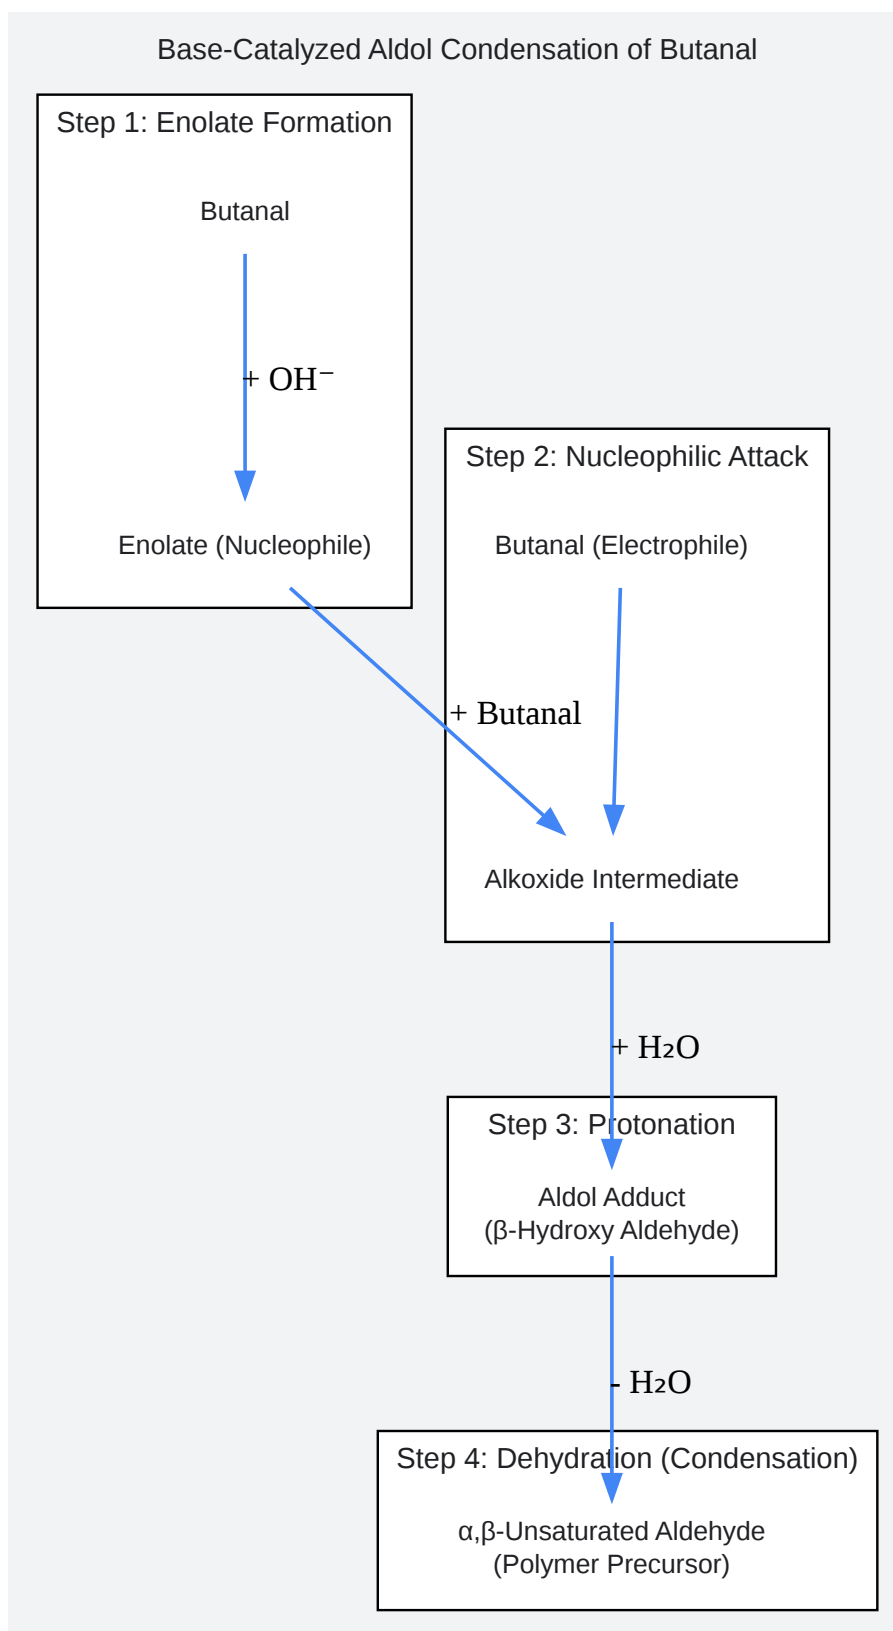 Base-Catalyzed Aldol Condensation of Butanal
Step 1: Enolate Formation
Butanal
+ OH⁻
Enolate (Nucleophile)
Step 2: Nucleophilic Attack
Butanal (Electrophile)
+ Butanal
Alkoxide Intermediate
+ H₂O
Step 3: Protonation
Aldol Adduct
(β-Hydroxy Aldehyde)
- H₂O
Step 4: Dehydration (Condensation)
α,β-Unsaturated Aldehyde
(Polymer Precursor)